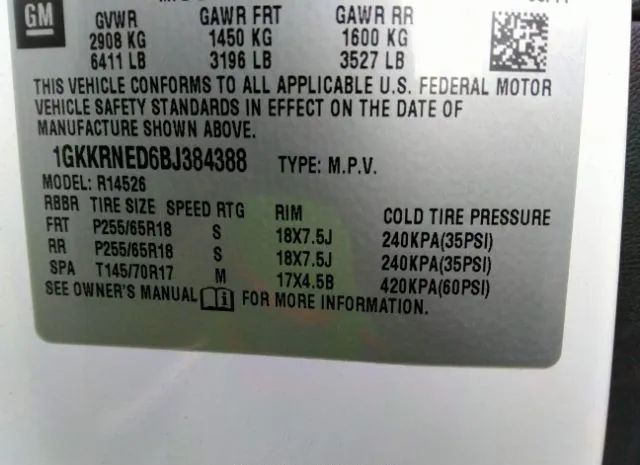 GM
GVWR GAWR FRT GAWR RR
2908 KG 1450 KG 1600 KG
6411 LB 3196 LB 3527 LB
THIS VEHICLE CONFORMS TO ALL APPLICABLE U.S. FEDERAL MOTOR
VEHICLE SAFETY STANDARDS IN EFFECT ON THE DATE OF
MANUFACTURE SHOWN ABOVE.
1GKKRNED6BJ384388 TYPE: M.P.V.
MODEL: R14526
RBBR TIRE SIZE SPEED RTG RIM COLD TIRE PRESSURE
FRT P255/65R18 S 18X7.5J 240KPA(35PSI)
RR P255/65R18 S 18X7.5J 240KPA(35PSI)
SPA T145/70R17 M 17X4.5B 420KPA(60PSI)
SEE OWNER'S MANUAL FOR MORE INFORMATION.